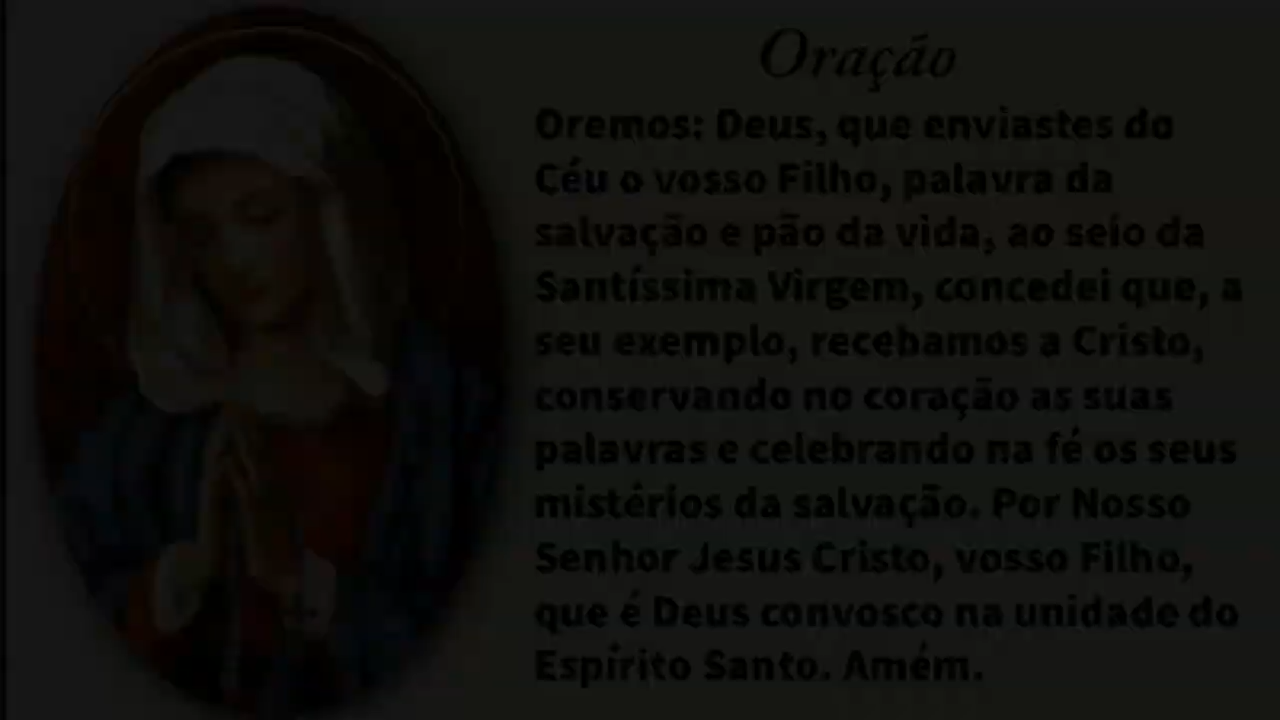 Oração
Oremos: Deus, que enviastes do
Céu o vosso Filho, palavra da
salvação e pão da vida, ao seio da
Santíssima Virgem, concedei que, a
seu exemplo, recebamos a Cristo,
conservando no coração as suas
palavras e celebrando na fé os seus
mistérios da salvação. Por Nosso
Senhor Jesus Cristo, vosso Filho,
que é Deus convosco na unidade do
Espírito Santo. Amém.